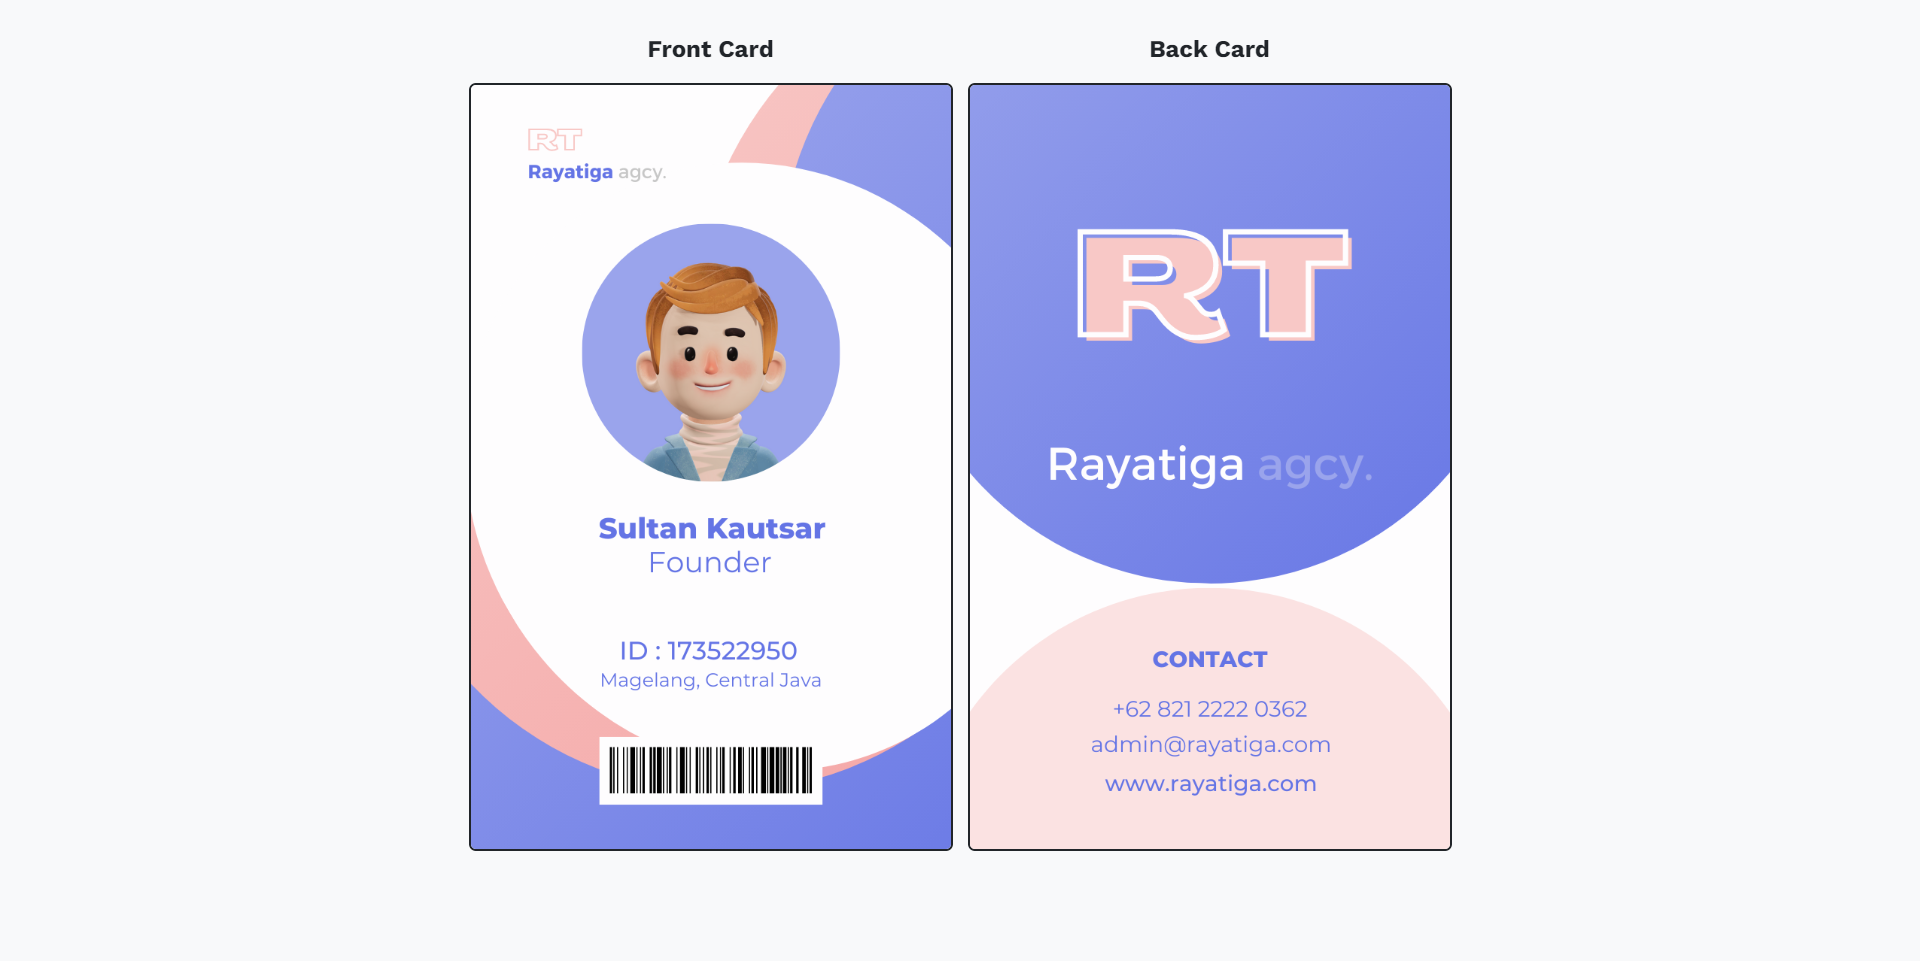 Front Card
RT
Rayatiga agcy.
Sultan Kautsar
Founder
ID : 173522950
Magelang, Central Java
Back Card
RT
Rayatiga agcy.
CONTACT
+62 821 2222 0362
admin@rayatiga.com
www.rayatiga.com